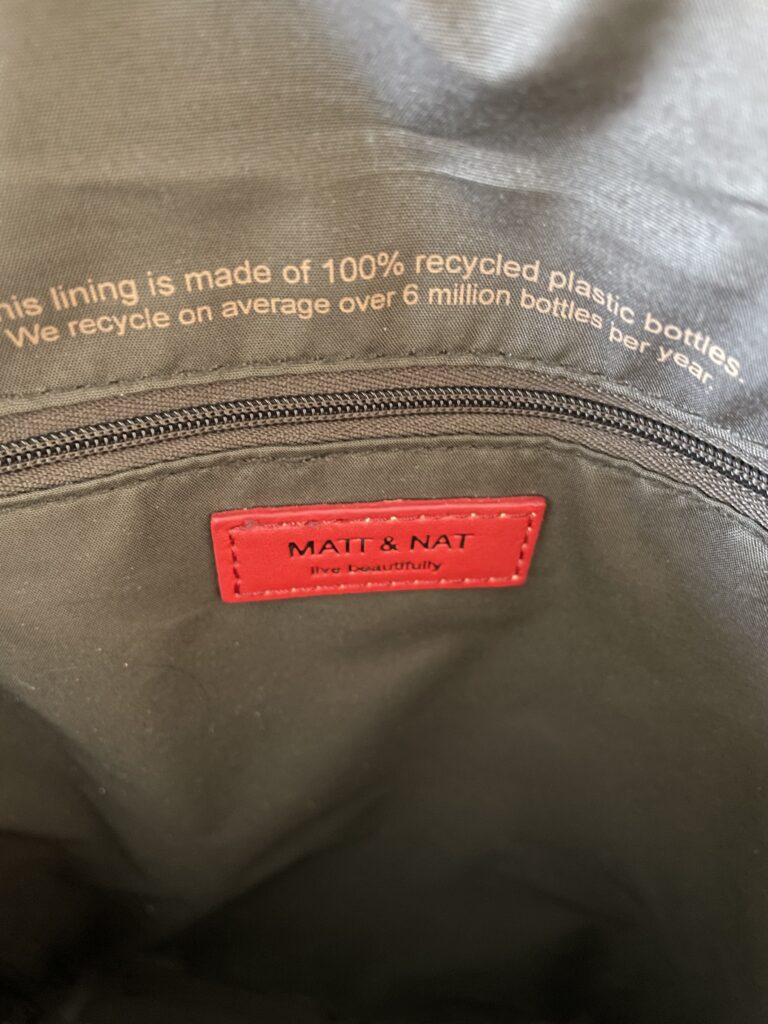 his lining is made of 100% recycled plastic bottles.
We recycle on average over 6 million bottles per year.
MATT & NAT
live beautifully